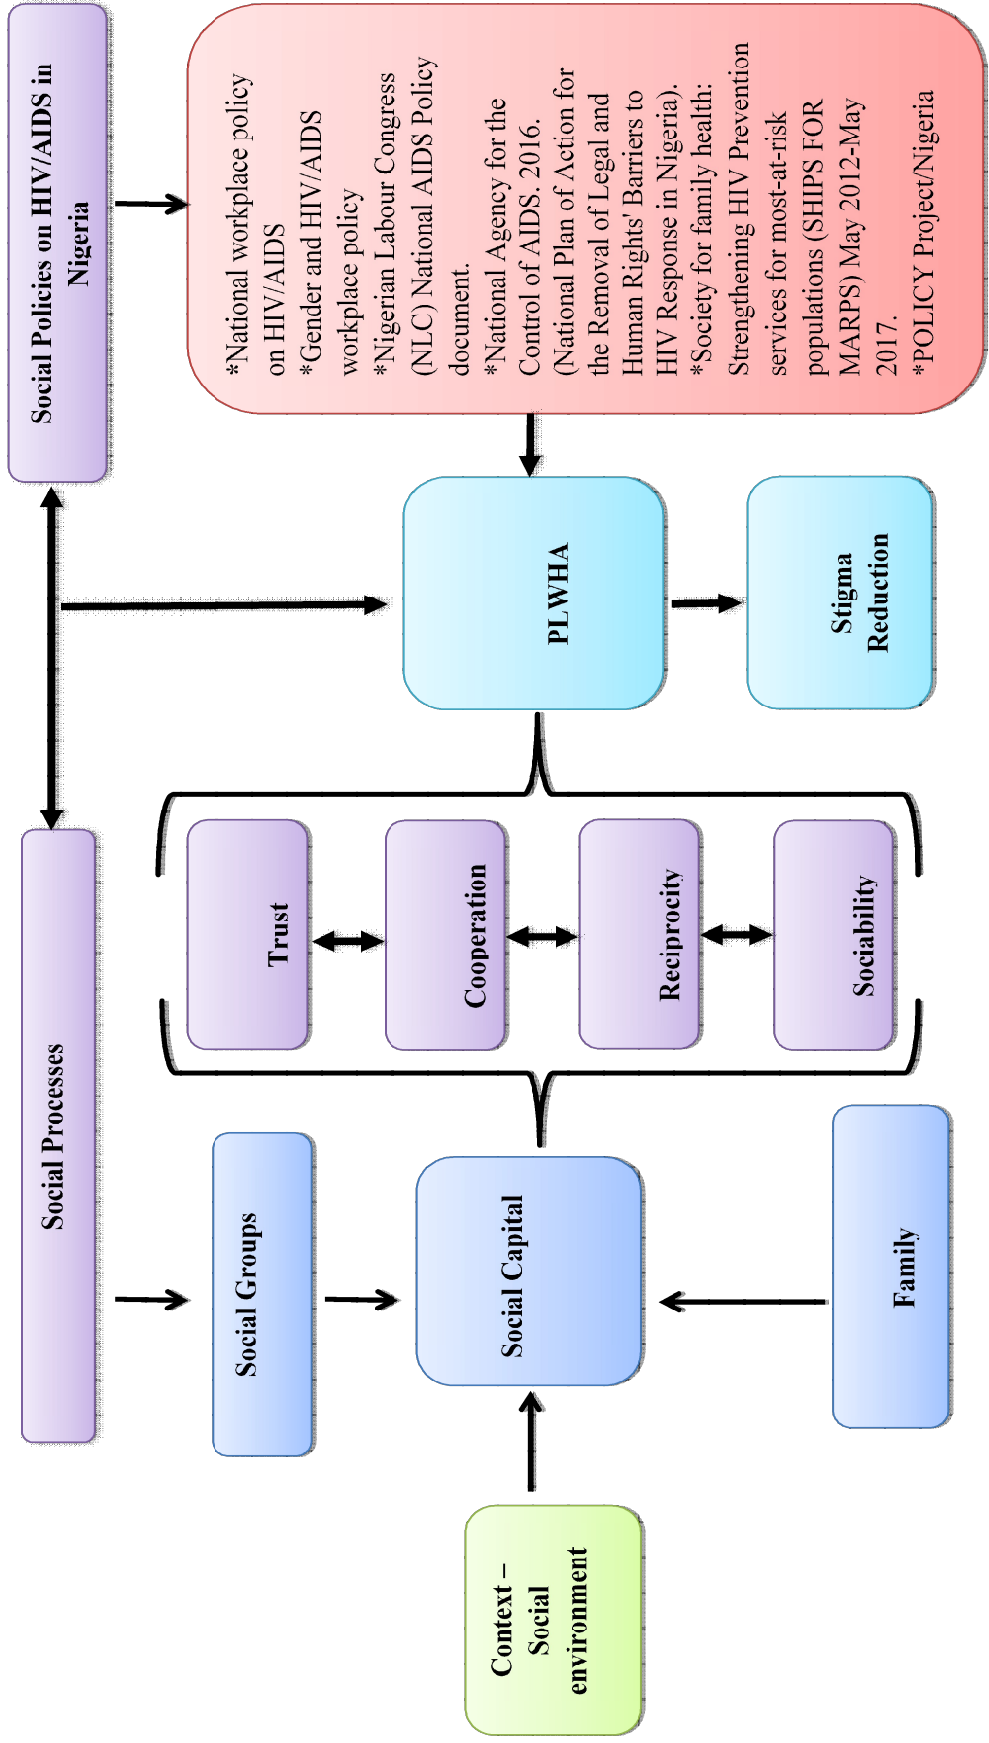 Social Processes
Social Policies on HIV/AIDS in
Nigeria
Social Groups
Context –
Social
environment
Social Capital
Family
Trust
Cooperation
Reciprocity
Sociability
PLWHA
Stigma
Reduction
*National workplace policy
on HIV/AIDS
*Gender and HIV/AIDS
workplace policy
*Nigerian Labour Congress
(NLC) National AIDS Policy
document.
*National Agency for the
Control of AIDS. 2016.
(National Plan of Action for
the Removal of Legal and
Human Rights' Barriers to
HIV Response in Nigeria).
*Society for family health:
Strengthening HIV Prevention
services for most-at-risk
populations (SHIPS FOR
MARPS) May 2012-May
2017.
*POLICY Project/Nigeria